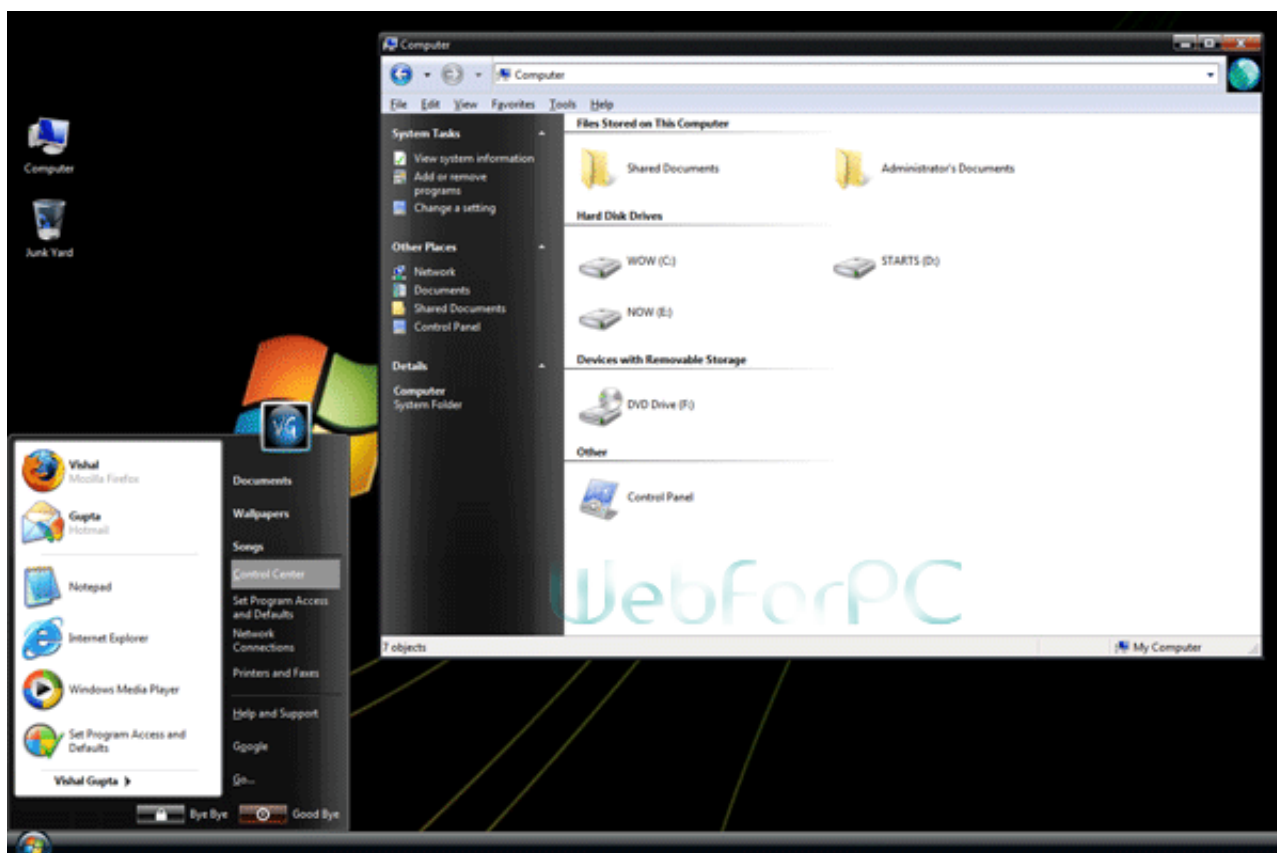 Computer
Junk Yard
Computer
Computer
File Edit View Favorites Tools Help
System Tasks
View system information
Add or remove
programs
Change a setting
Other Places
Network
Documents
Shared Documents
Control Panel
Details
Computer
System Folder
Files Stored on This Computer
Shared Documents
Administrator's Documents
Hard Disk Drives
WOW (C:)
STARTS (D:)
NOW (E:)
Devices with Removable Storage
DVD Drive (F:)
Other
Control Panel
WebForPC
7 objects
My Computer
VG
Vishal
Mozilla Firefox
Gupta
Hotmail
Notepad
Internet Explorer
Windows Media Player
Set Program Access and
Defaults
Vishal Gupta
Documents
Wallpapers
Songs
Control Center
Set Program Access
and Defaults
Network
Connections
Printers and Faxes
Help and Support
Google
Go...
Bye Bye
Good Bye